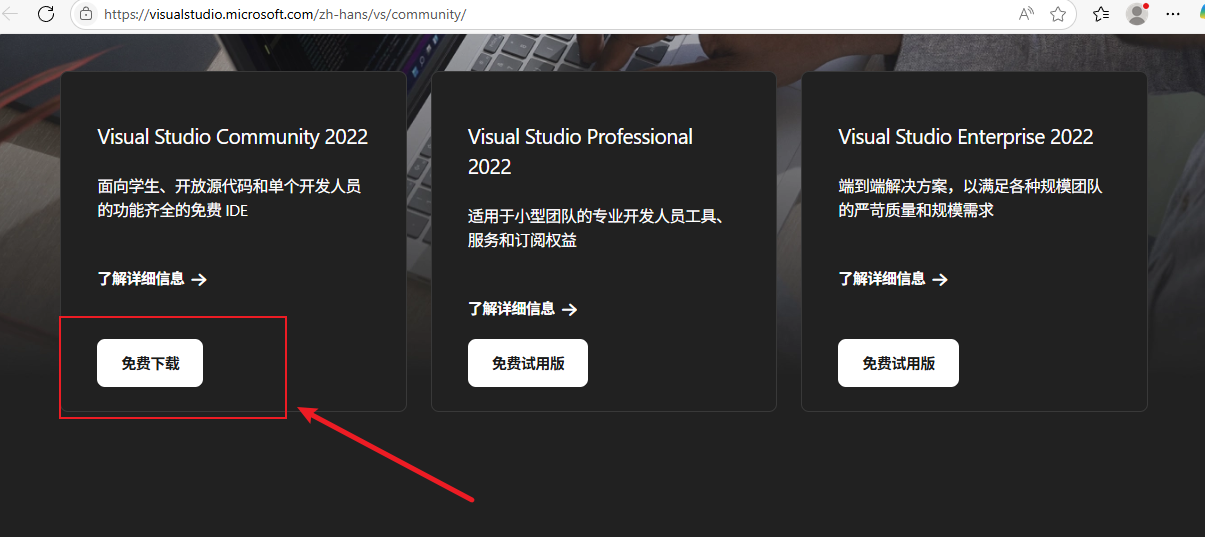 https://visualstudio.microsoft.com/zh-hans/vs/community/
Visual Studio Community 2022
面向学生、开放源代码和单个开发人员
的功能齐全的免费 IDE
了解详细信息 →
免费下载
Visual Studio Professional
2022
适用于小型团队的专业开发人员工具、
服务和订阅权益
了解详细信息 →
免费试用版
Visual Studio Enterprise 2022
端到端解决方案，以满足各种规模团队
的严苛质量和规模需求
了解详细信息 →
免费试用版